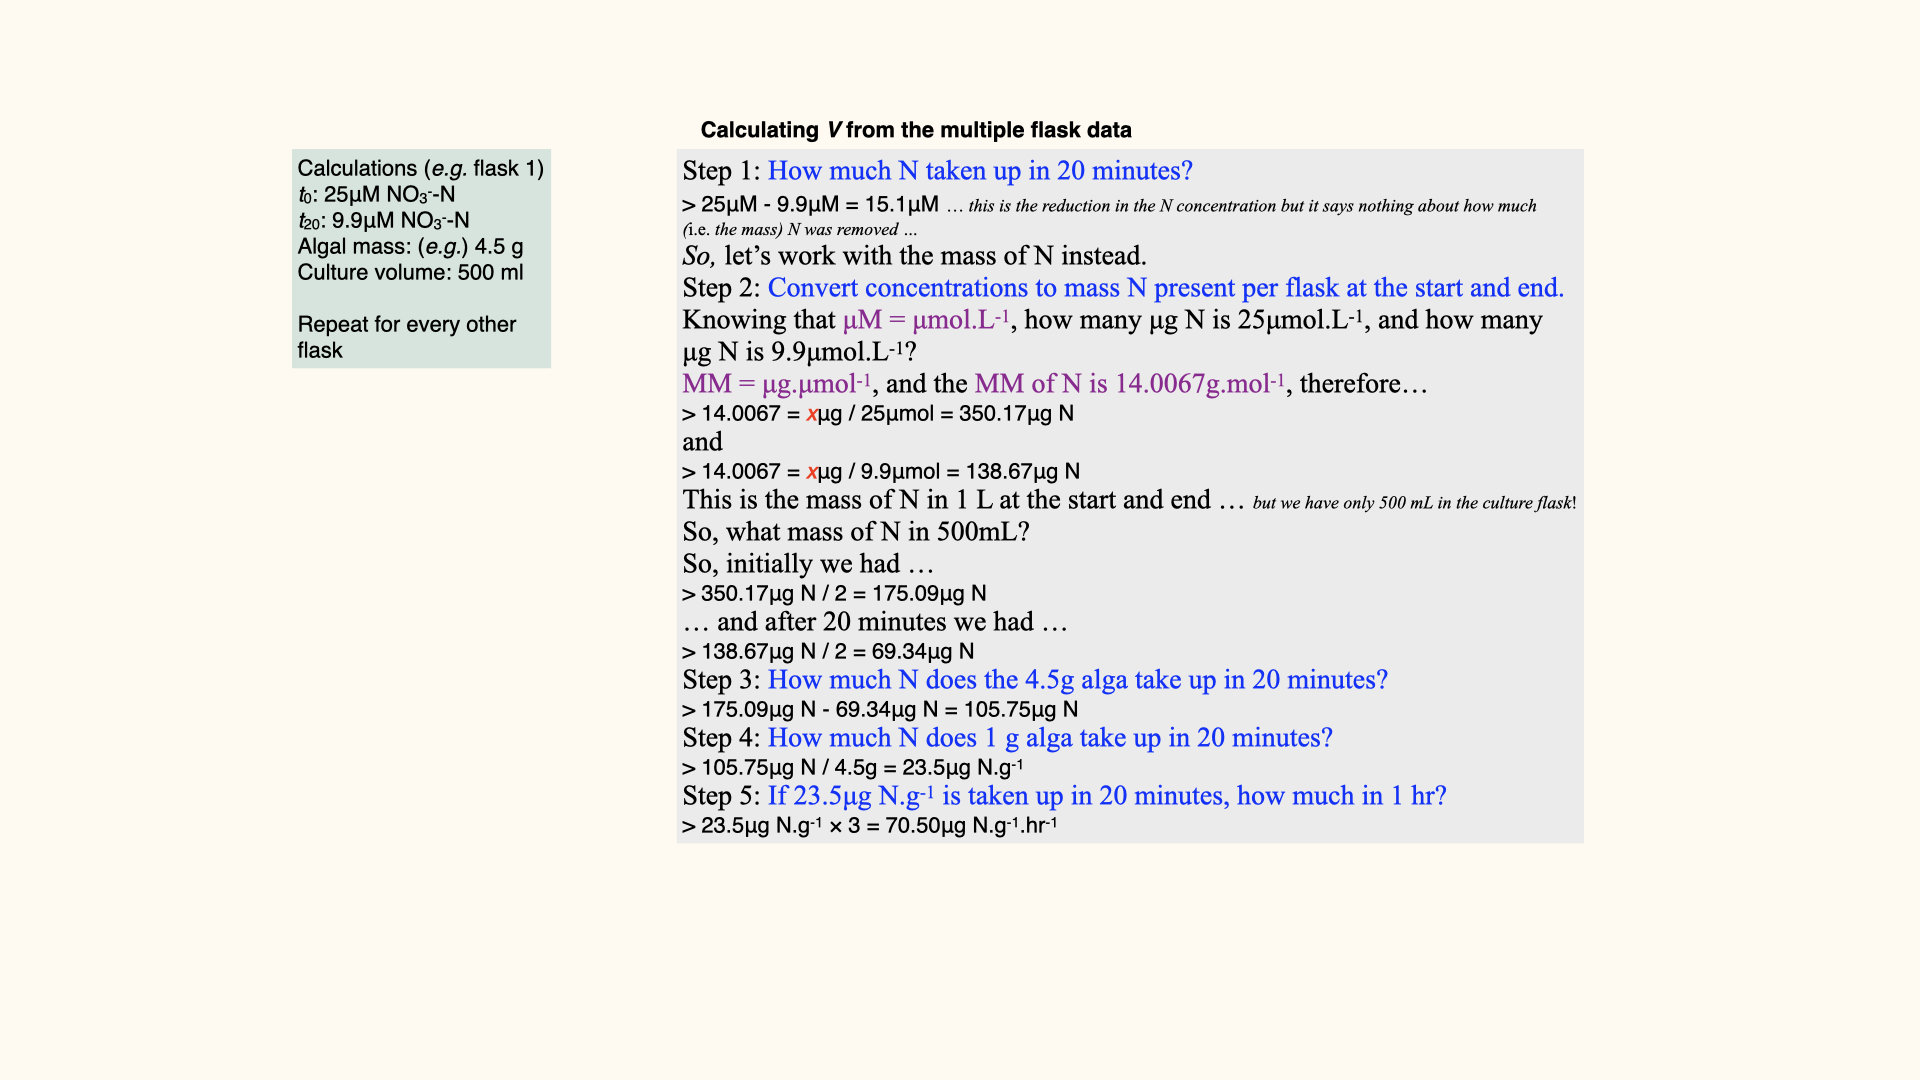 Calculating V from the multiple flask data
Calculations (e.g. flask 1)
t0: 25µM NO3⁻-N
t20: 9.9µM NO3⁻-N
Algal mass: (e.g.) 4.5 g
Culture volume: 500 ml
Repeat for every other
flask
Step 1: How much N taken up in 20 minutes?
> 25µM - 9.9µM = 15.1µM … this is the reduction in the N concentration but it says nothing about how much
(i.e. the mass) N was removed …
So, let’s work with the mass of N instead.
Step 2: Convert concentrations to mass N present per flask at the start and end.
Knowing that µM = µmol.L-1, how many µg N is 25µmol.L-1, and how many
µg N is 9.9µmol.L-1?
MM = µg.µmol-1, and the MM of N is 14.0067g.mol-1, therefore…
> 14.0067 = xµg / 25µmol = 350.17µg N
and
> 14.0067 = xµg / 9.9µmol = 138.67µg N
This is the mass of N in 1 L at the start and end … but we have only 500 mL in the culture flask!
So, what mass of N in 500mL?
So, initially we had …
> 350.17µg N / 2 = 175.09µg N
… and after 20 minutes we had …
> 138.67µg N / 2 = 69.34µg N
Step 3: How much N does the 4.5g alga take up in 20 minutes?
> 175.09µg N - 69.34µg N = 105.75µg N
Step 4: How much N does 1 g alga take up in 20 minutes?
> 105.75µg N / 4.5g = 23.5µg N.g-1
Step 5: If 23.5µg N.g-1 is taken up in 20 minutes, how much in 1 hr?
> 23.5µg N.g-1 × 3 = 70.50µg N.g-1.hr-1